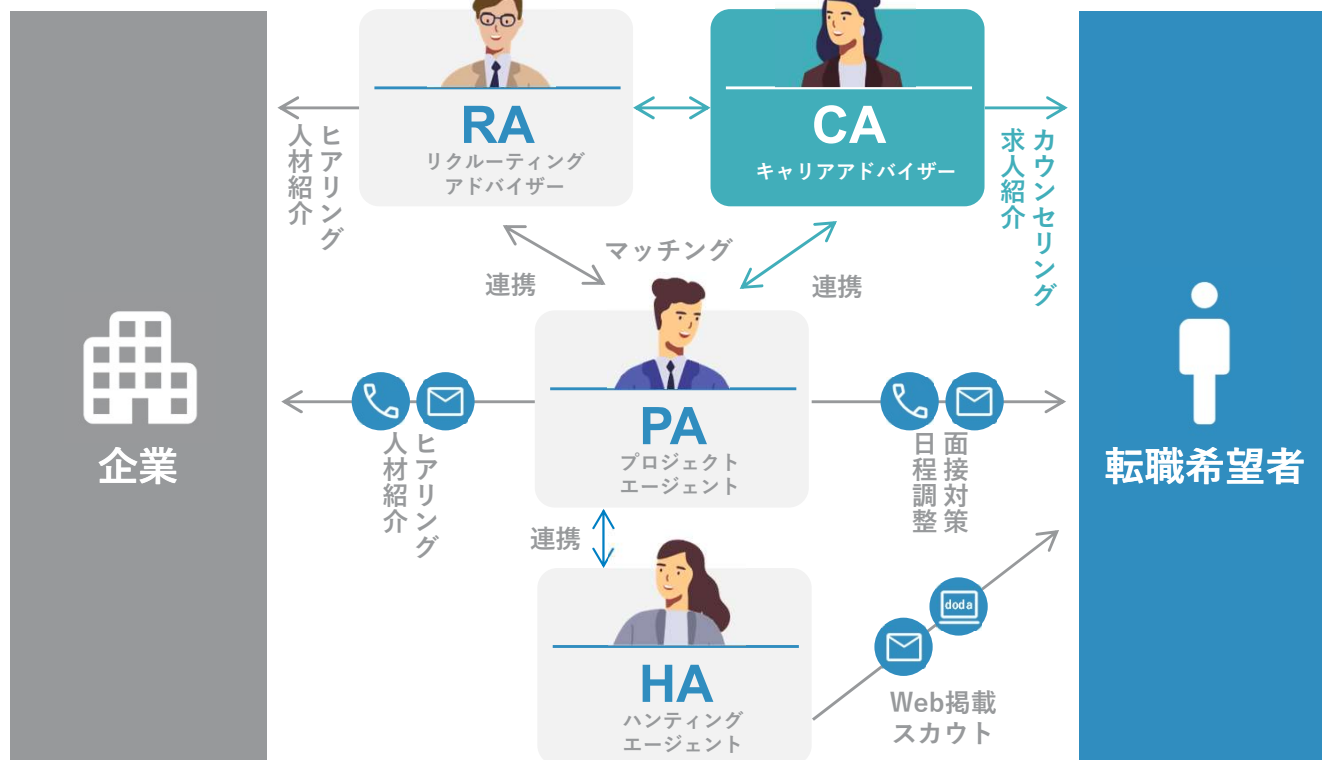 RA
リクルーティング
アドバイザー
CA
キャリアアドバイザー
ヒアリング
人材紹介
カウンセリング
求人紹介
マッチング
連携
連携
企業
PA
プロジェクト
エージェント
転職希望者
ヒアリング
人材紹介
面接対策
日程調整
連携
doda
HA
ハンティング
エージェント
Web掲載
スカウト